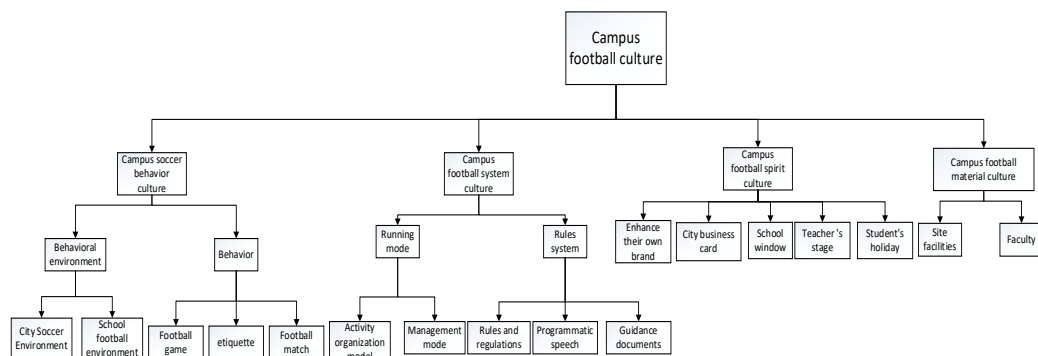 Campus
football culture
Campus soccer
behavior
culture
Campus
football system
culture
Campus
football spirit
culture
Campus football
material culture
Behavioral
environment
Behavior
Running
mode
Rules
system
Enhance
their own
brand
City business
card
School
window
Teacher's
stage
Student's
holiday
Site
facilities
Faculty
City Soccer
Environment
School
football
environment
Football
game
etiquette
Football
match
Activity
organization
model
Management
mode
Rules and
regulations
Programmatic
speech
Guidance
documents